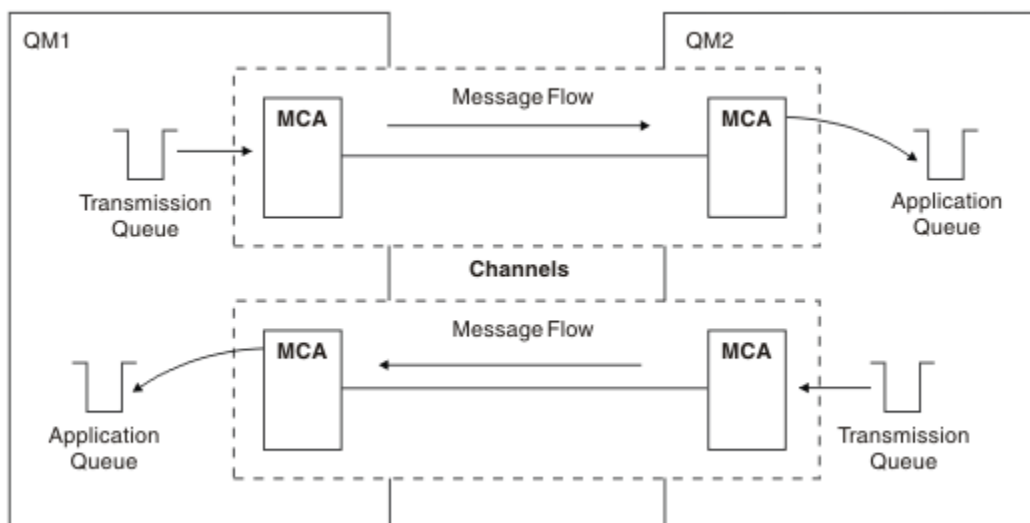 QM1
QM2
Message Flow
MCA
MCA
Transmission
Queue
Application
Queue
Channels
Message Flow
MCA
MCA
Application
Queue
Transmission
Queue